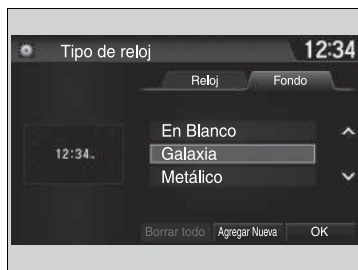 Tipo de reloj 12:34
Reloj Fondo
En Blanco
12:34
Galaxia
Metálico
Borrar todo Agregar Nueva OK